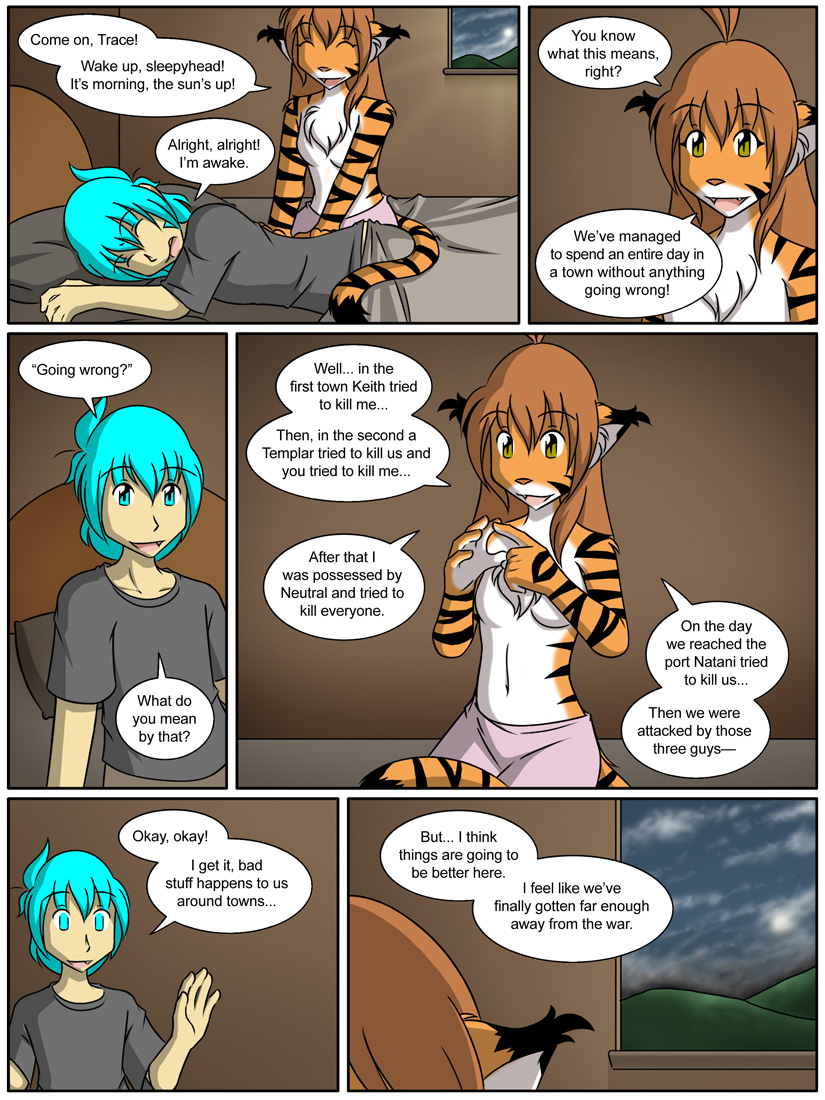 Come on, Trace!
Wake up, sleepyhead!
It's morning, the sun's up!
Alright, alright!
I'm awake.
You know
what this means,
right?
We've managed
to spend an entire day in
a town without anything
going wrong!
“Going wrong?”
What do
you mean
by that?
Well... in the
first town Keith tried
to kill me...
Then, in the second a
Templar tried to kill us and
you tried to kill me...
After that I
was possessed by
Neutral and tried to
kill everyone.
On the day
we reached the
port Natani tried
to kill us...
Then we were
attacked by those
three guys—
Okay, okay!
I get it, bad
stuff happens to us
around towns...
But... I think
things are going to
be better here.
I feel like we've
finally gotten far enough
away from the war.